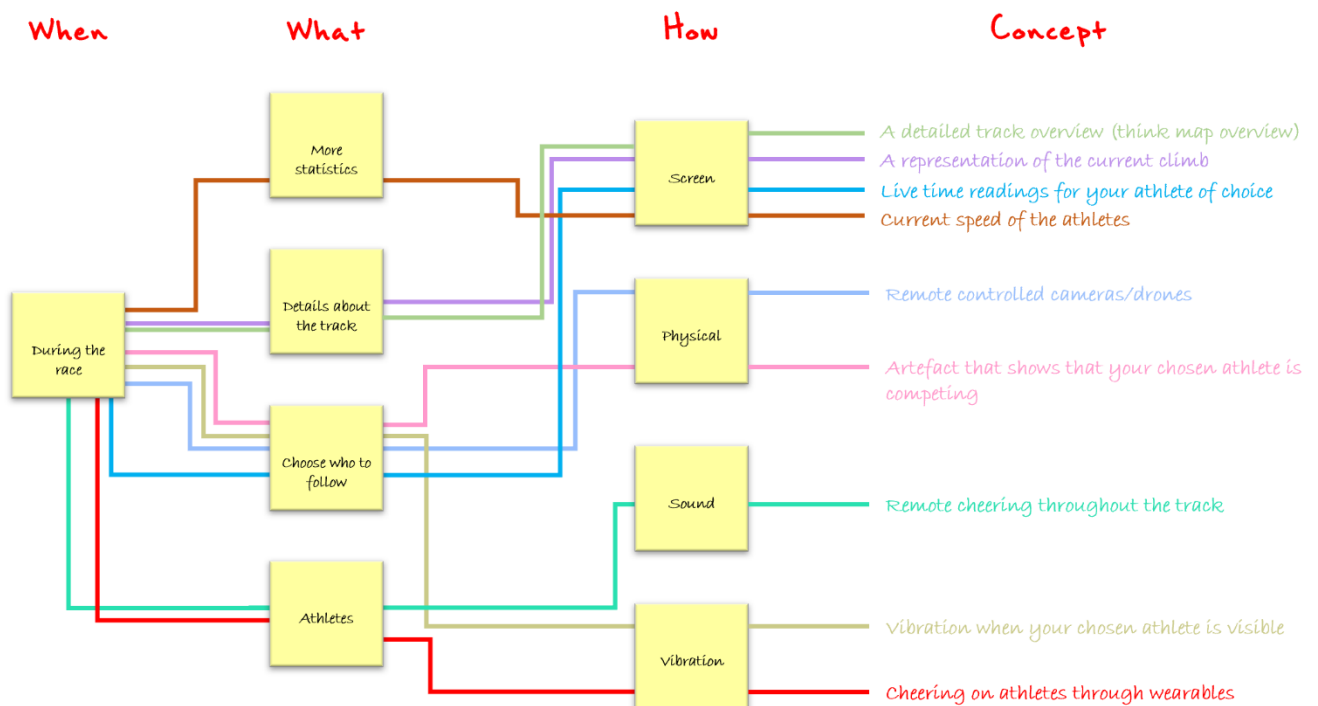 When
What
How
Concept
More
statistics
Details about
the track
During the
race
Choose who to
follow
Athletes
Screen
Physical
Sound
Vibration
A detailed track overview (think map overview)
A representation of the current climb
Live time readings for your athlete of choice
Current speed of the athletes
Remote controlled cameras/drones
Artefact that shows that your chosen athlete is
competing
Remote cheering throughout the track
Vibration when your chosen athlete is visible
Cheering on athletes through wearables